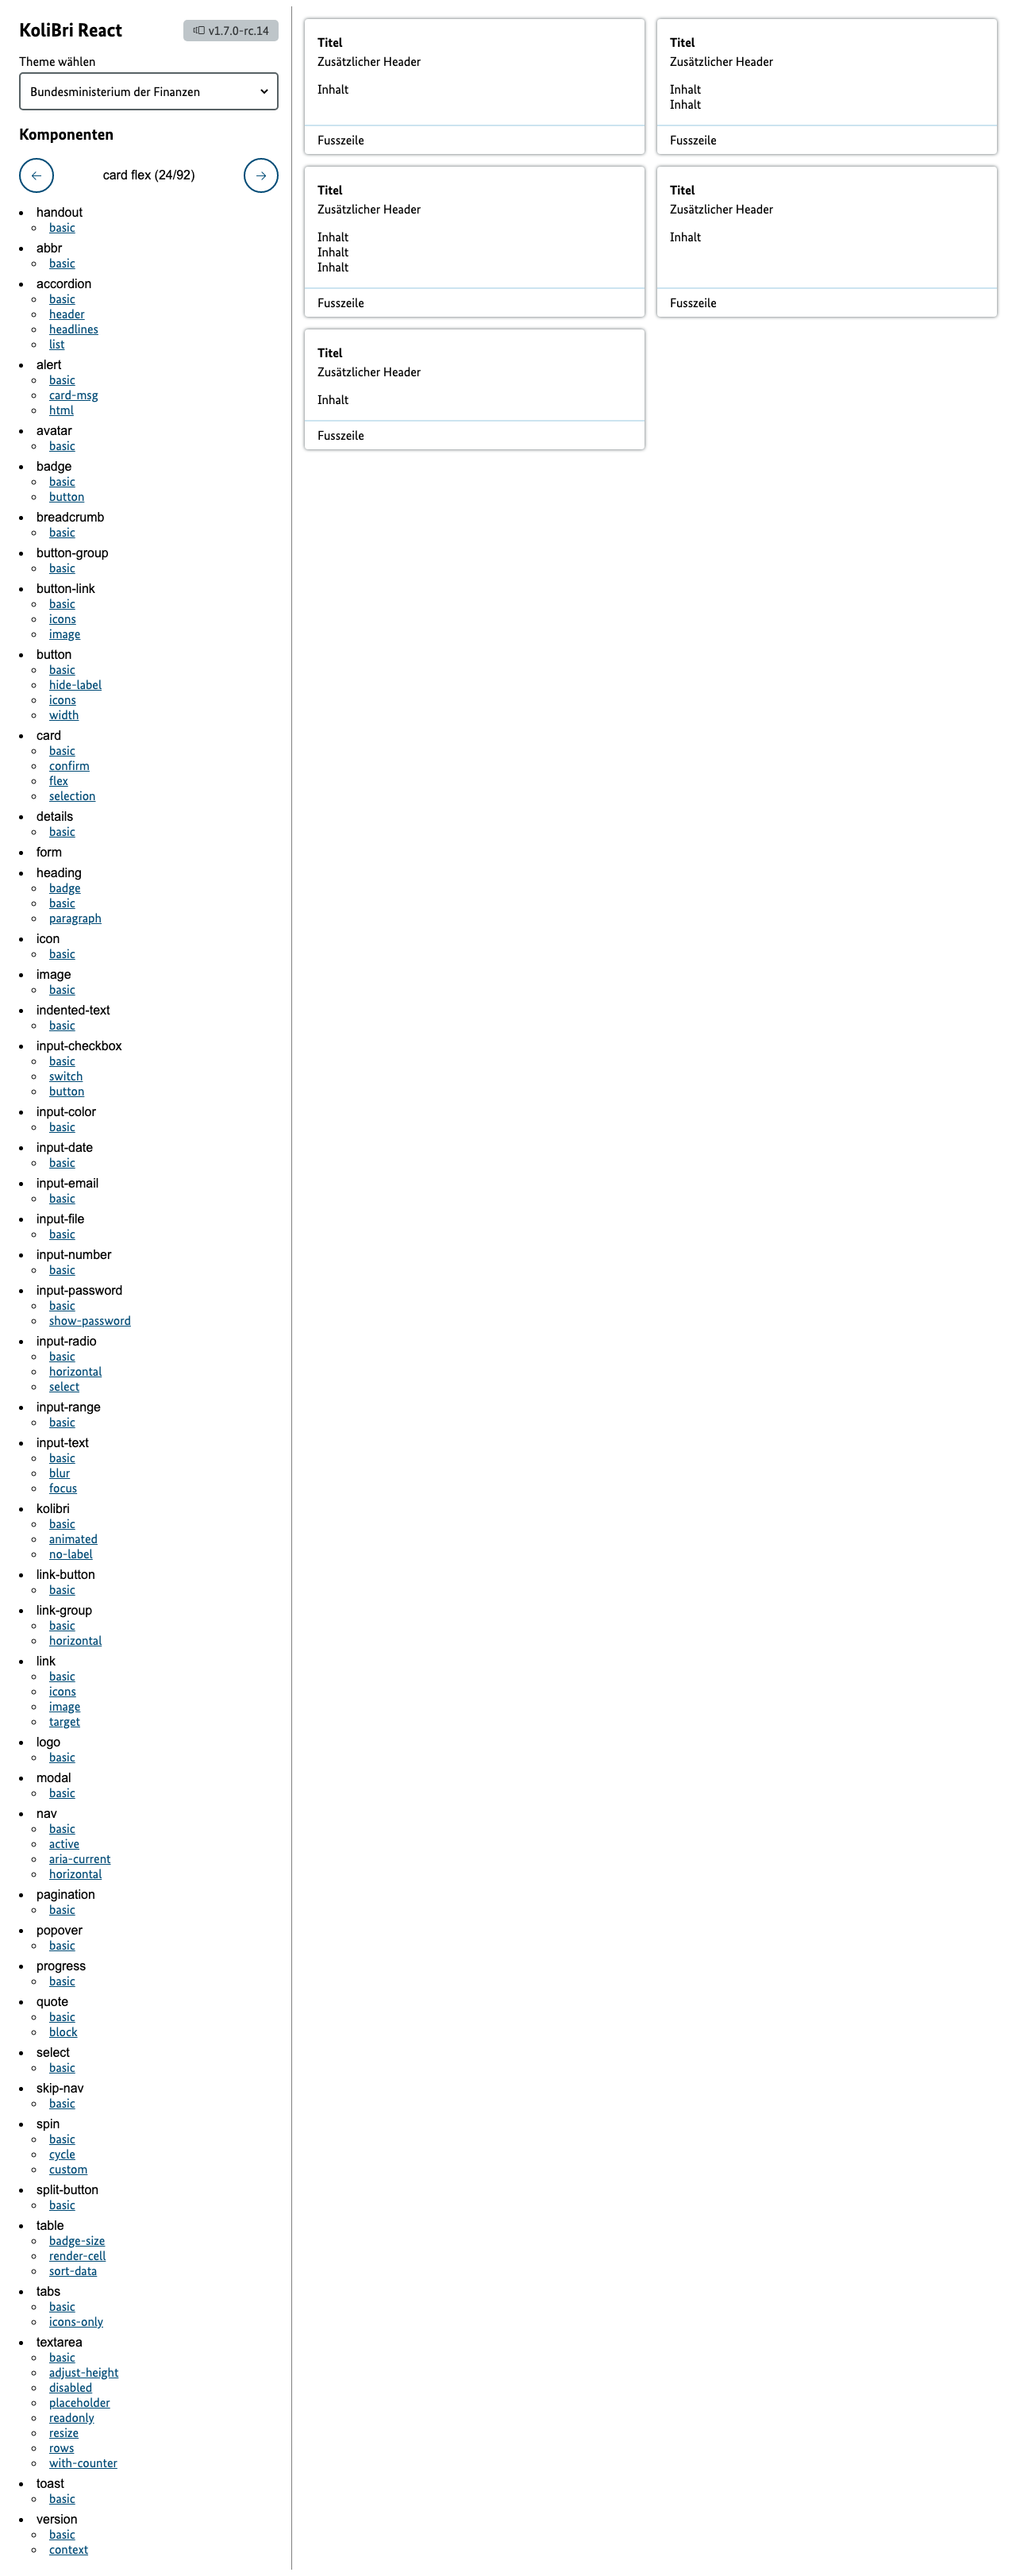 KoliBri React
v1.7.0-rc.14
Theme wählen
Bundesministerium der Finanzen
Komponenten
card flex (24/92)
handout
basic
abbr
basic
accordion
basic
header
headlines
list
alert
basic
card-msg
html
avatar
basic
badge
basic
button
breadcrumb
basic
button-group
basic
button-link
basic
icons
image
button
basic
hide-label
icons
width
card
basic
confirm
flex
selection
details
basic
form
heading
badge
basic
paragraph
icon
basic
image
basic
indented-text
basic
input-checkbox
basic
switch
button
input-color
basic
input-date
basic
input-email
basic
input-file
basic
input-number
basic
input-password
basic
show-password
input-radio
basic
horizontal
select
input-range
basic
input-text
basic
blur
focus
kolibri
basic
animated
no-label
link-button
basic
link-group
basic
horizontal
link
basic
icons
image
target
logo
basic
modal
basic
nav
basic
active
aria-current
horizontal
pagination
basic
popover
basic
progress
basic
quote
basic
block
select
basic
skip-nav
basic
spin
basic
cycle
custom
split-button
basic
table
badge-size
render-cell
sort-data
tabs
basic
icons-only
textarea
basic
adjust-height
disabled
placeholder
readonly
resize
rows
with-counter
toast
basic
version
basic
context
Titel
Zusätzlicher Header
Inhalt
Fusszeile
Titel
Zusätzlicher Header
Inhalt
Inhalt
Fusszeile
Titel
Zusätzlicher Header
Inhalt
Inhalt
Inhalt
Fusszeile
Titel
Zusätzlicher Header
Inhalt
Fusszeile
Titel
Zusätzlicher Header
Inhalt
Fusszeile